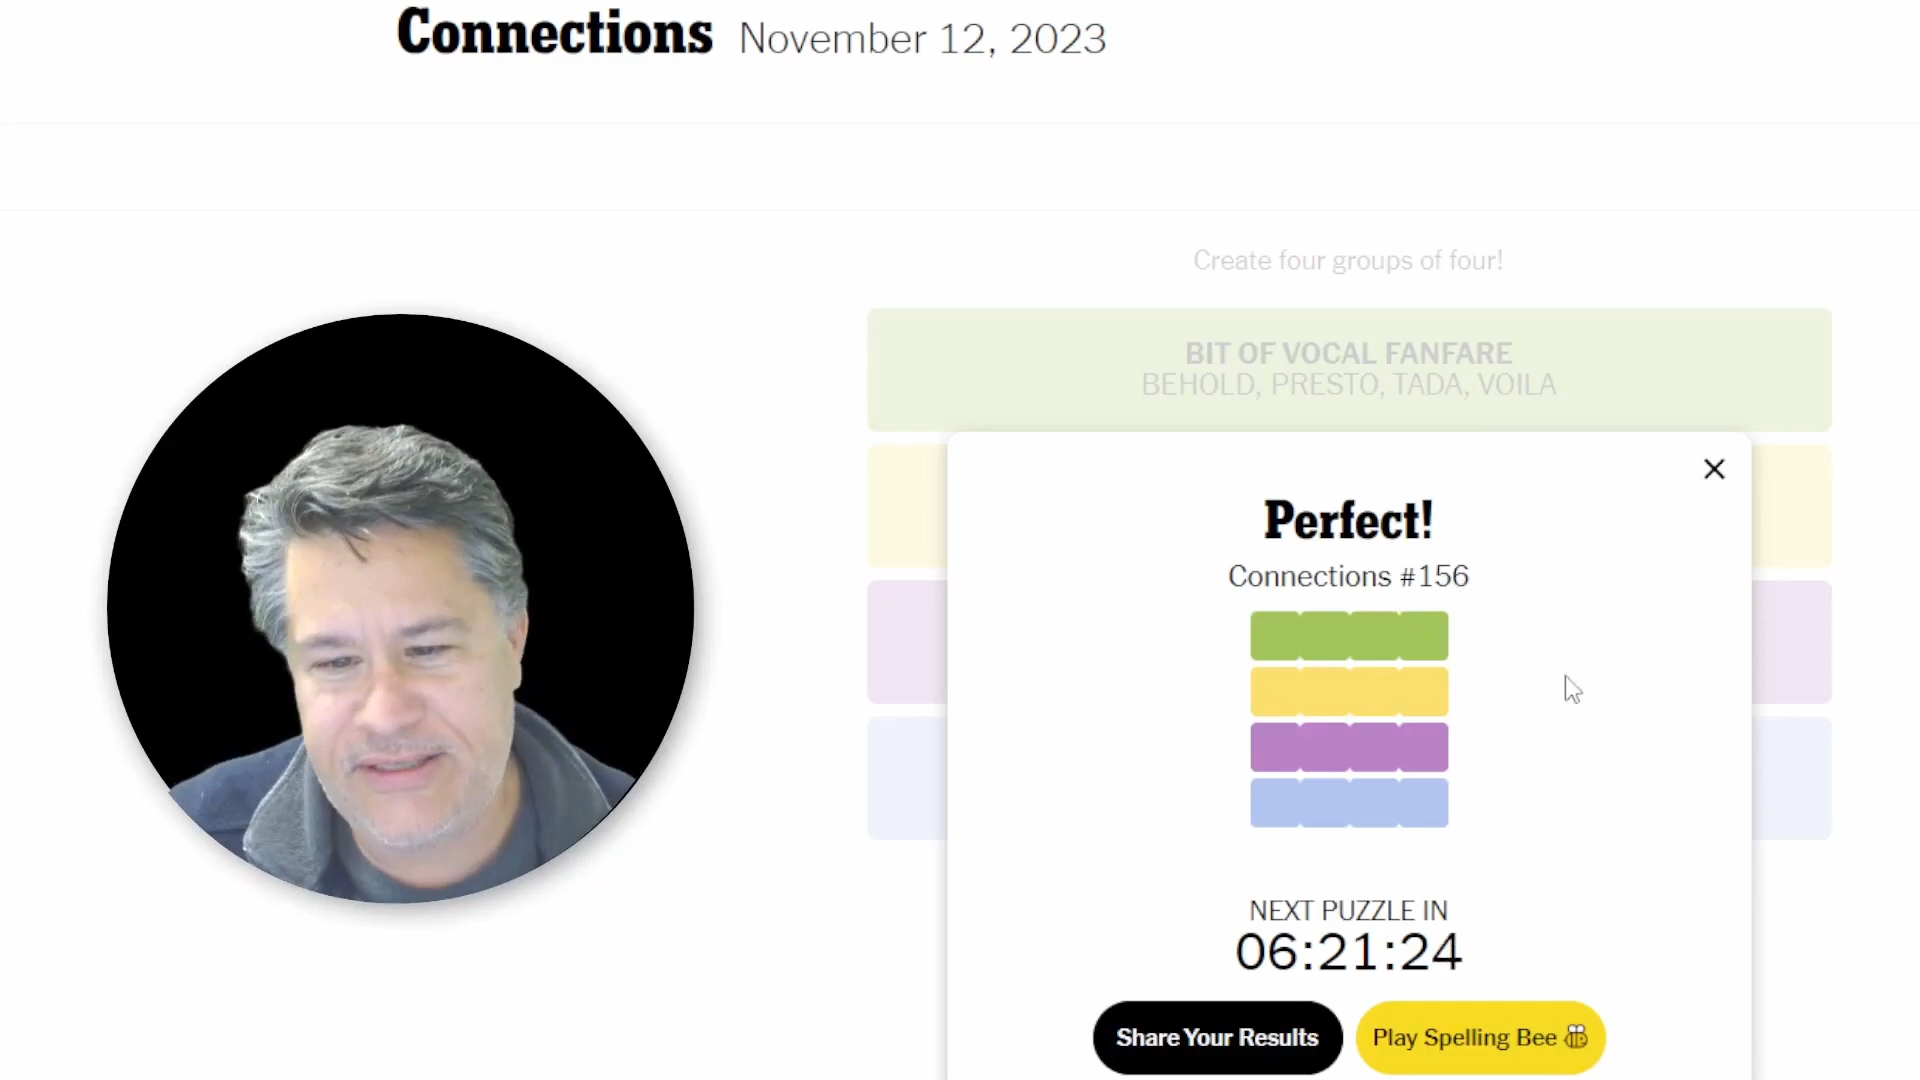 Connections November 12, 2023
Create four groups of four!
BIT OF VOCAL FANFARE
BEHOLD, PRESTO, TADA, VOILA
Perfect!
Connections #156
NEXT PUZZLE IN
06:21:24
Share Your Results
Play Spelling Bee